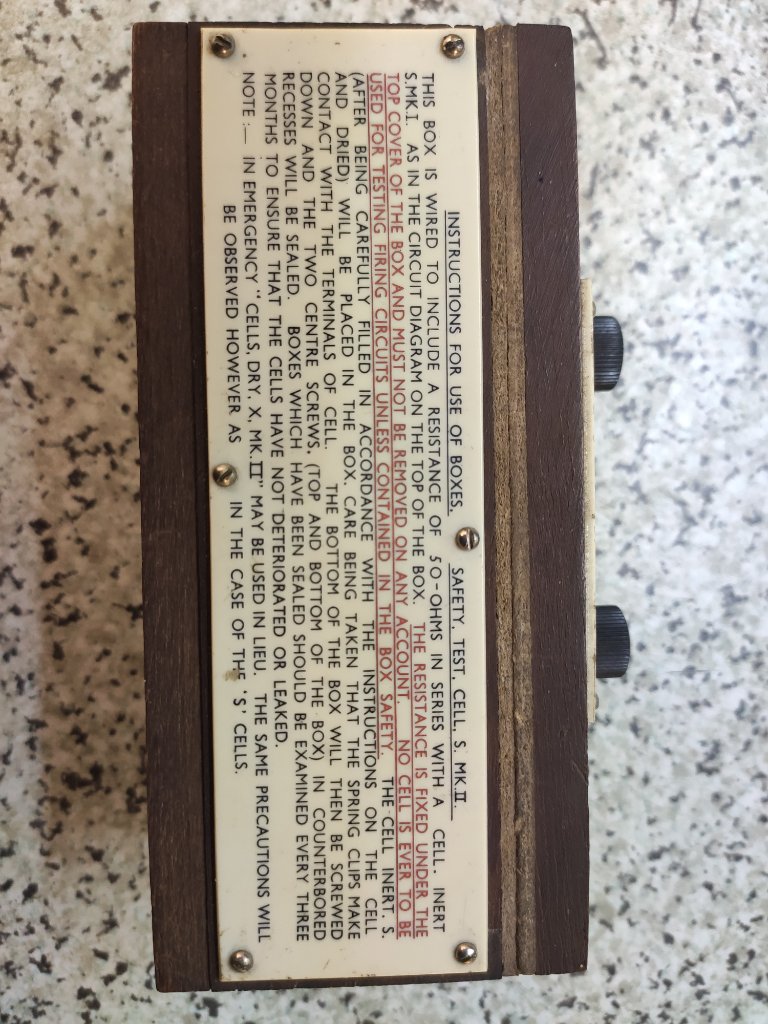 INSTRUCTIONS FOR USE OF BOXES, SAFETY, TEST, CELL, S. MK.II
THIS BOX IS WIRED TO INCLUDE A RESISTANCE OF 5'O-OHMS IN SERIES WITH A CELL, INERT
S.MK.I. AS IN THE CIRCUIT DIAGRAM ON THE TOP OF THE BOX. THE RESISTANCE IS FIXED UNDER THE
TOP COVER OF THE BOX AND MUST NOT BE REMOVED ON ANY ACCOUNT. NO CELL IS EVER TO BE
USED FOR TESTING FIRING CIRCUITS UNLESS CONTAINED IN THE BOX SAFETY. THE CELL INERT, S.
(AFTER BEING CAREFULLY FILLED IN ACCORDANCE WITH THE INSTRUCTIONS ON THE CELL
AND DRIED) WILL BE PLACED IN THE BOX, CARE BEING TAKEN THAT THE SPRING CLIPS MAKE
CONTACT WITH THE TERMINALS OF CELL. THE BOTTOM OF THE BOX WILL THEN BE SCREWED
DOWN AND THE TWO CENTRE SCREWS, (TOP AND BOTTOM OF THE BOX) IN COUNTERBORED
RECESSES WILL BE SEALED. BOXES WHICH HAVE BEEN SEALED SHOULD BE EXAMINED EVERY THREE
MONTHS TO ENSURE THAT THE CELLS HAVE NOT DETERIORATED OR LEAKED.
NOTE :— IN EMERGENCY "CELLS, DRY. X, MK.II" MAY BE USED IN LIEU. THE SAME PRECAUTIONS WILL
BE OBSERVED HOWEVER AS IN THE CASE OF THE 'S' CELLS.